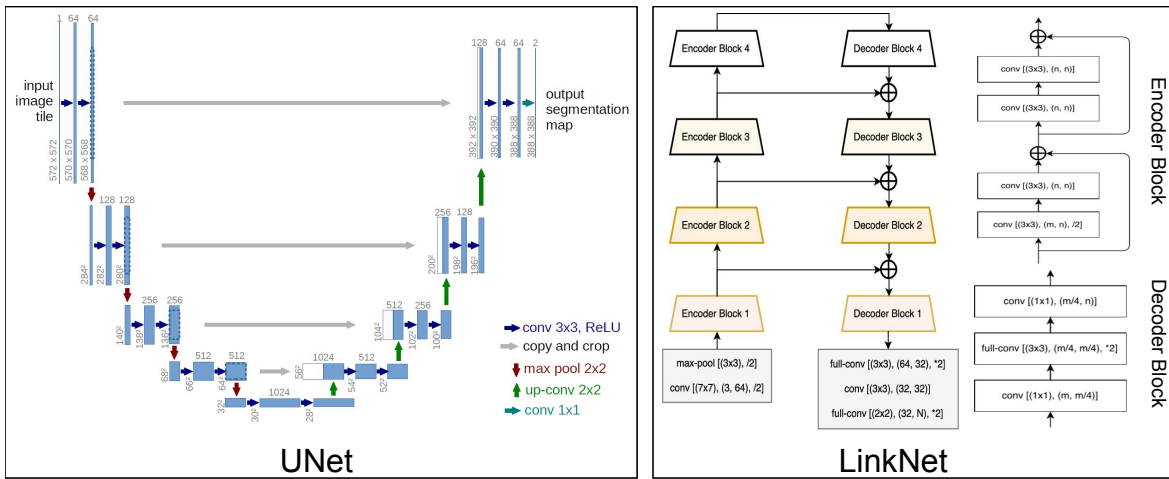 1
64
64
input
image
tile
572 x 572
570 x 570
568 x 568
128
64
64
2
output
segmentation
map
392 x 392
390 x 390
388 x 388
388 x 388
128
128
284²
282²
280²
256
128
200²
198²
196²
256
256
140²
138²
136²
512
256
104²
102²
100²
512
512
68²
66²
64²
1024
512
56²
54²
52²
1024
32²
30²
28²
conv 3x3, ReLU
copy and crop
max pool 2x2
up-conv 2x2
conv 1x1
UNet
Encoder Block 4
Encoder Block 3
Encoder Block 2
Encoder Block 1
max-pool [(3x3), /2]
conv [(7x7), (3, 64), /2]
Decoder Block 4
Decoder Block 3
Decoder Block 2
Decoder Block 1
full-conv [(3x3), (64, 32), *2]
conv [(3x3), (32, 32)]
full-conv [(2x2), (32, N), *2]
conv [(3x3), (n, n)]
conv [(3x3), (n, n)]
conv [(3x3), (n, n)]
conv [(3x3), (m, n), /2]
Encoder Block
conv [(1x1), (m/4, n)]
full-conv [(3x3), (m/4, m/4), *2]
conv [(1x1), (m, m/4)]
Decoder Block
LinkNet